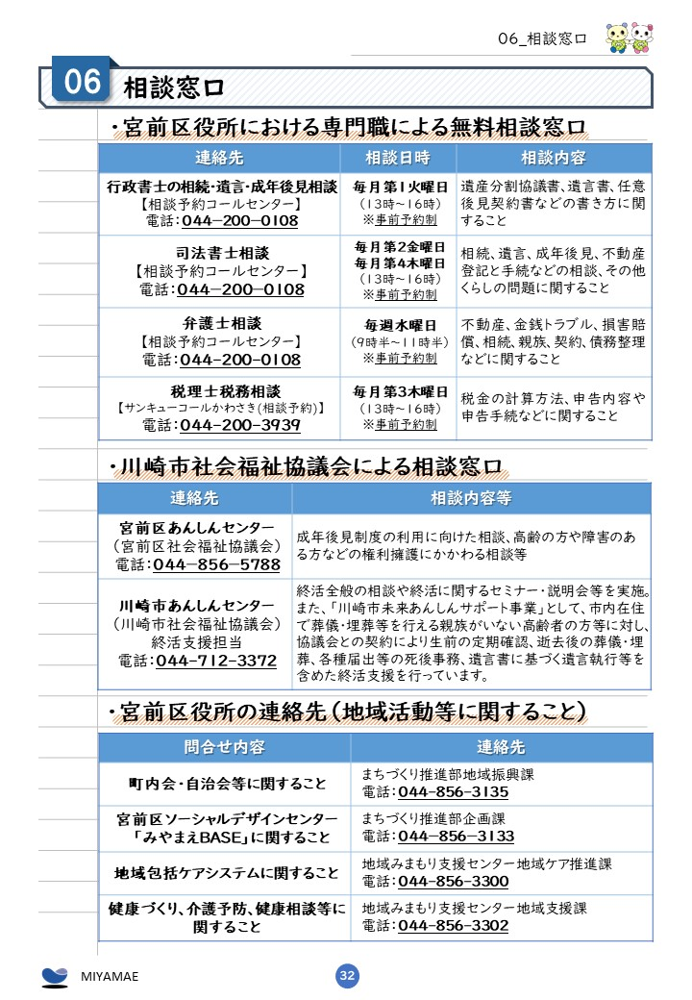 06_相談窓口
06 相談窓口
・宮前区役所における専門職による無料相談窓口
連絡先 相談日時 相談内容
行政書士の相続・遺言・成年後見相談
【相談予約コールセンター】
電話：044-200-0108
毎月第1火曜日
（13時～16時）
※事前予約制
遺産分割協議書、遺言書、任意
後見契約書などの書き方に関
すること
司法書士相談
【相談予約コールセンター】
電話：044-200-0108
毎月第2金曜日
毎月第4木曜日
（13時～16時）
※事前予約制
相続、遺言、成年後見、不動産
登記と手続などの相談、その他
くらしの問題に関すること
弁護士相談
【相談予約コールセンター】
電話：044-200-0108
毎週水曜日
（9時半～11時半）
※事前予約制
不動産、金銭トラブル、損害賠
償、相続、親族、契約、債務整理
などに関すること
税理士税務相談
【サンキューコールかわさき(相談予約)】
電話：044-200-3939
毎月第3木曜日
（13時～16時）
※事前予約制
税金の計算方法、申告内容や
申告手続などに関すること
・川崎市社会福祉協議会による相談窓口
連絡先 相談内容等
宮前区あんしんセンター
（宮前区社会福祉協議会）
電話：044-856-5788
成年後見制度の利用に向けた相談、高齢の方や障害のあ
る方などの権利擁護にかかわる相談等
川崎市あんしんセンター
（川崎市社会福祉協議会）
終活支援担当
電話：044-712-3372
終活全般の相談や終活に関するセミナー・説明会等を実施。
また、「川崎市未来あんしんサポート事業」として、市内在住
で葬儀・埋葬等を行える親族がいない高齢者の方等に対し、
協議会との契約により生前の定期確認、逝去後の葬儀・埋
葬、各種届出等の死後事務、遺言書に基づく遺言執行等を
含めた終活支援を行っています。
・宮前区役所の連絡先（地域活動等に関すること）
問合せ内容 連絡先
町内会・自治会等に関すること
まちづくり推進部地域振興課
電話：044-856-3135
宮前区ソーシャルデザインセンター
「みやまえBASE」に関すること
まちづくり推進部企画課
電話：044-856-3133
地域包括ケアシステムに関すること
地域みまもり支援センター地域ケア推進課
電話：044-856-3300
健康づくり、介護予防、健康相談等に
関すること
地域みまもり支援センター地域支援課
電話：044-856-3302
MIYAMAE
32